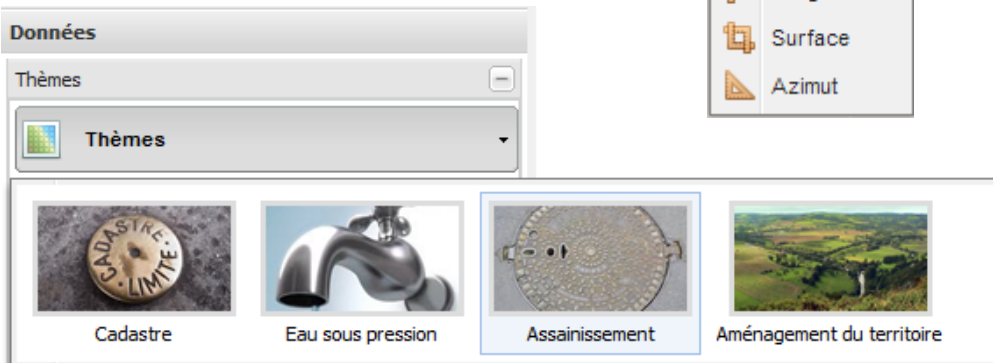 Données
Thèmes
Thèmes
Surface
Azimut
CADASTRE
LIMITE
Cadastre
Eau sous pression
Assainissement
Aménagement du territoire